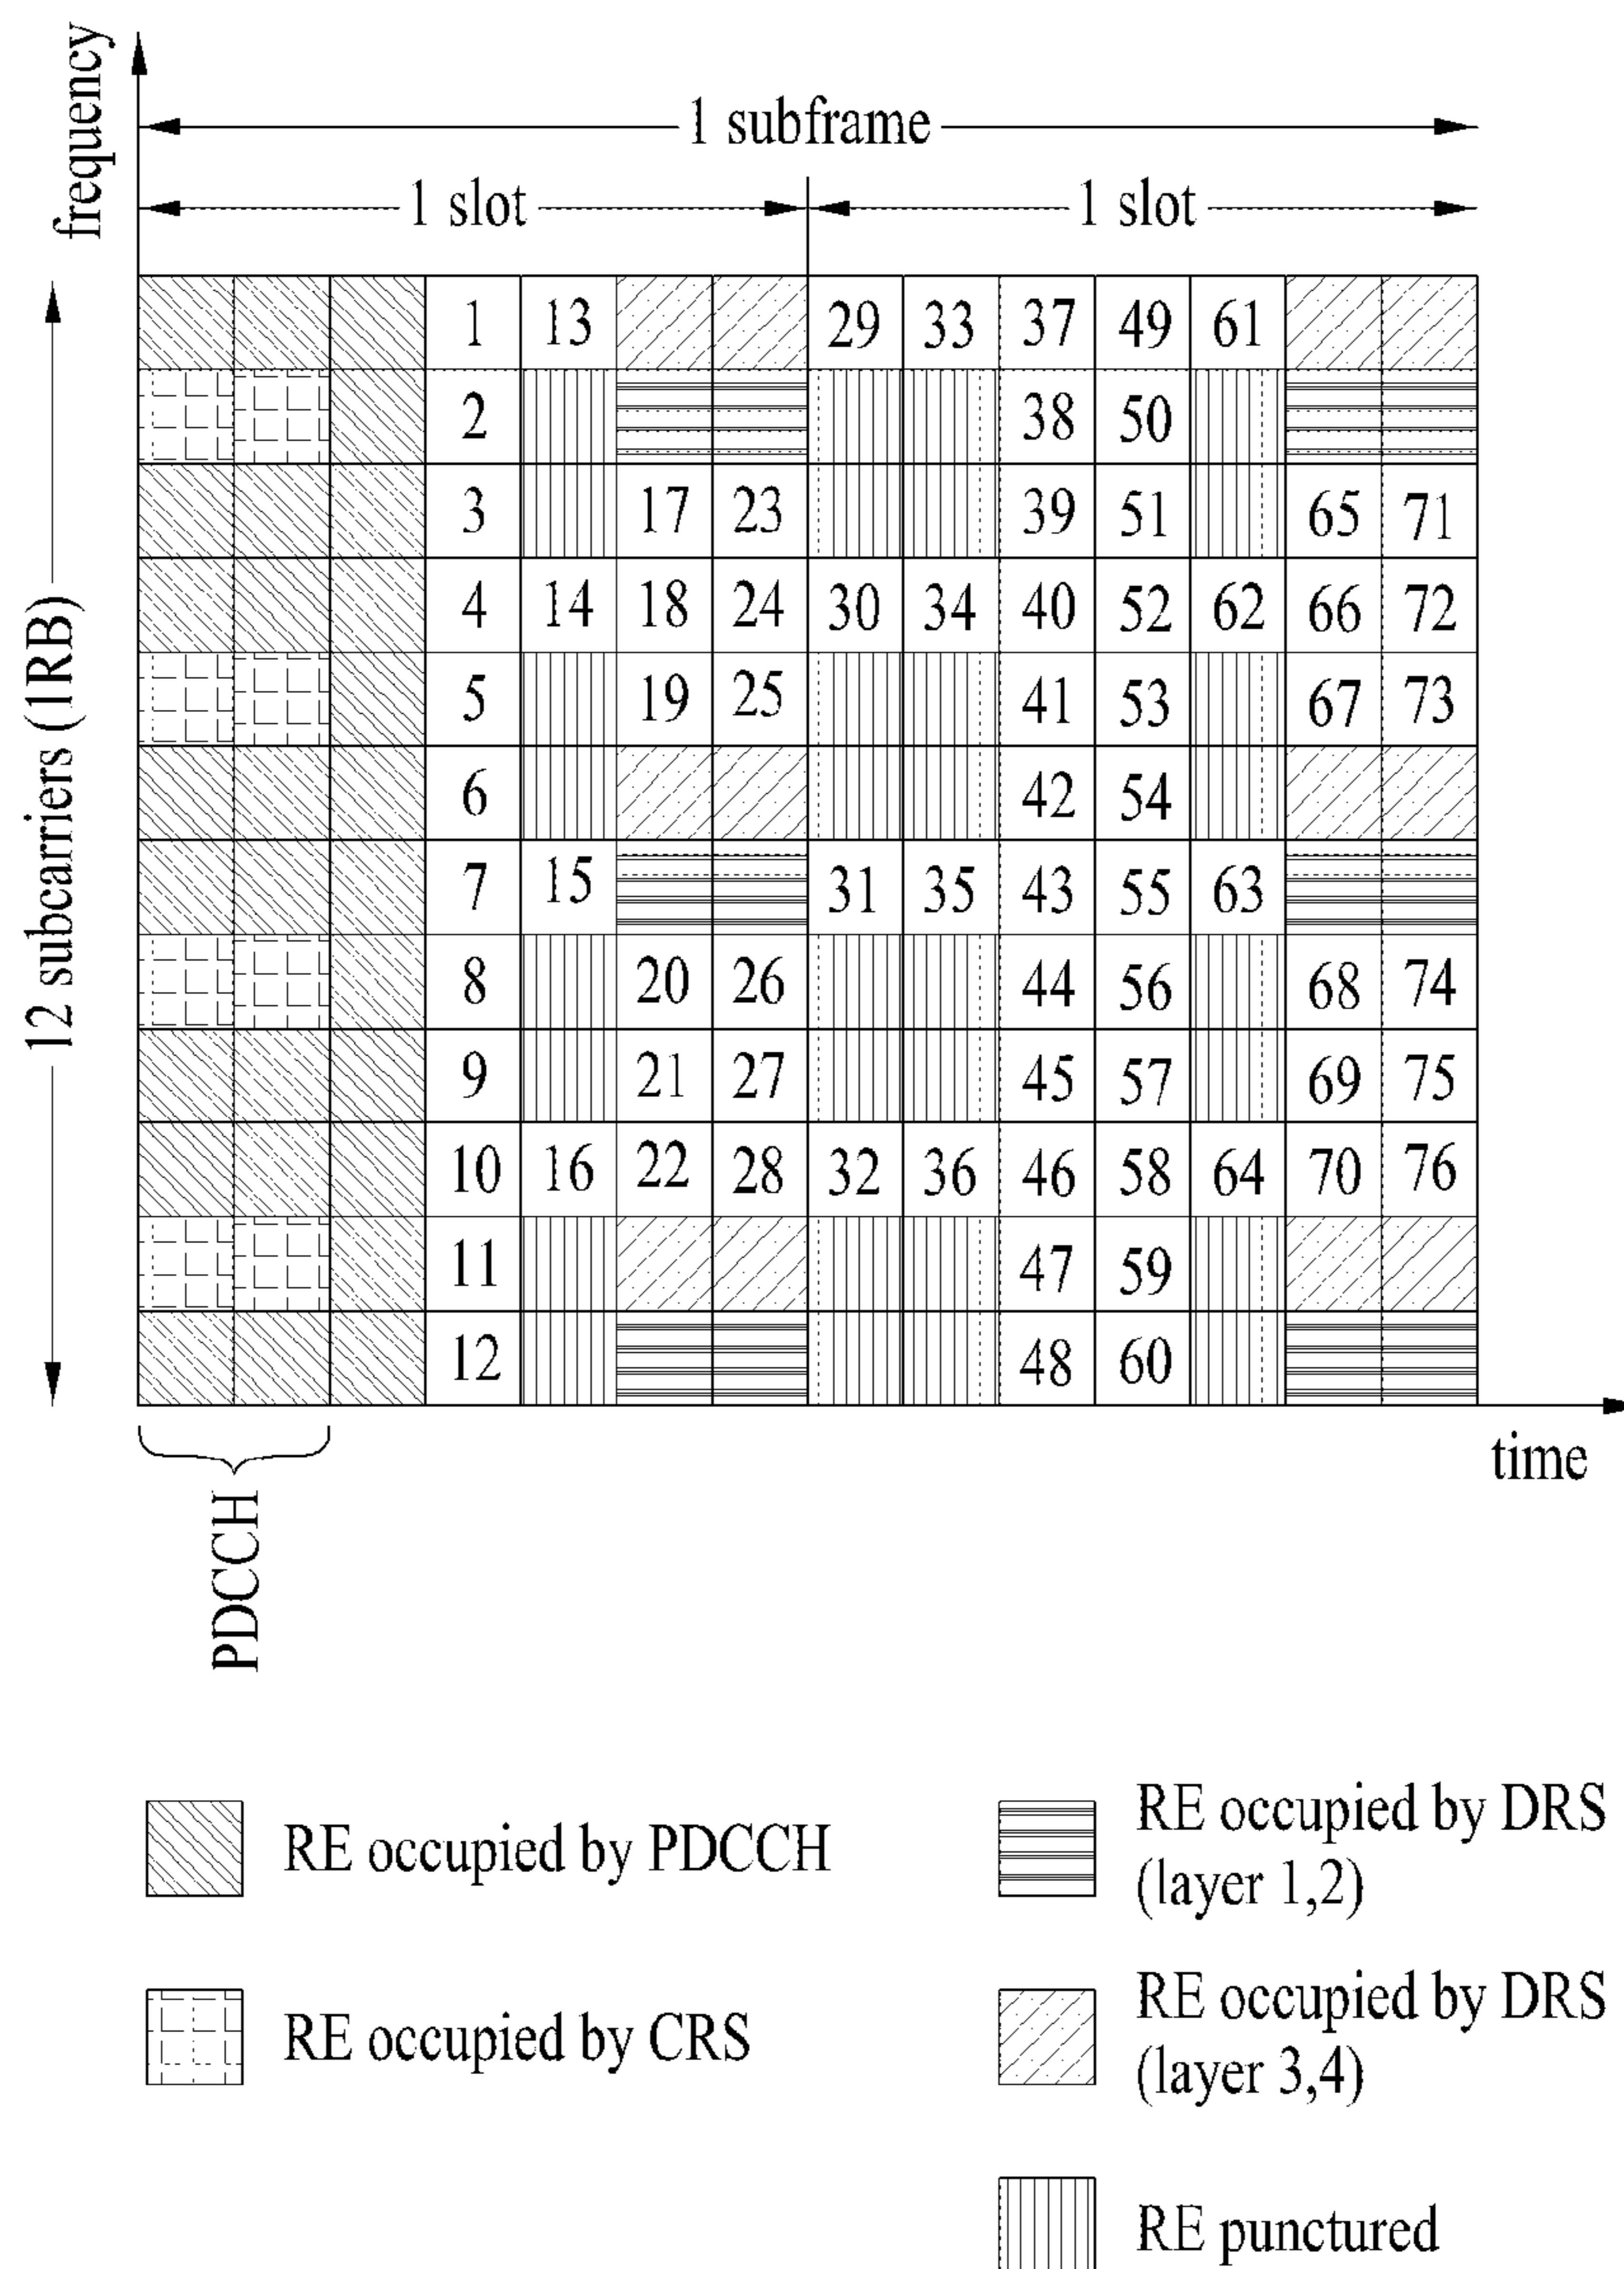 frequency
1 subframe
1 slot 1 slot
12 subcarriers (1RB)
1 13 29 33 37 49 61
2 38 50
3 17 23 39 51 65 71
4 14 18 24 30 34 40 52 62 66 72
5 19 25 41 53 67 73
6 42 54
7 15 31 35 43 55 63
8 20 26 44 56 68 74
9 21 27 45 57 69 75
10 16 22 28 32 36 46 58 64 70 76
11 47 59
12 48 60
time
PDCCH
RE occupied by PDCCH
RE occupied by CRS
RE occupied by DRS
(layer 1,2)
RE occupied by DRS
(layer 3,4)
RE punctured